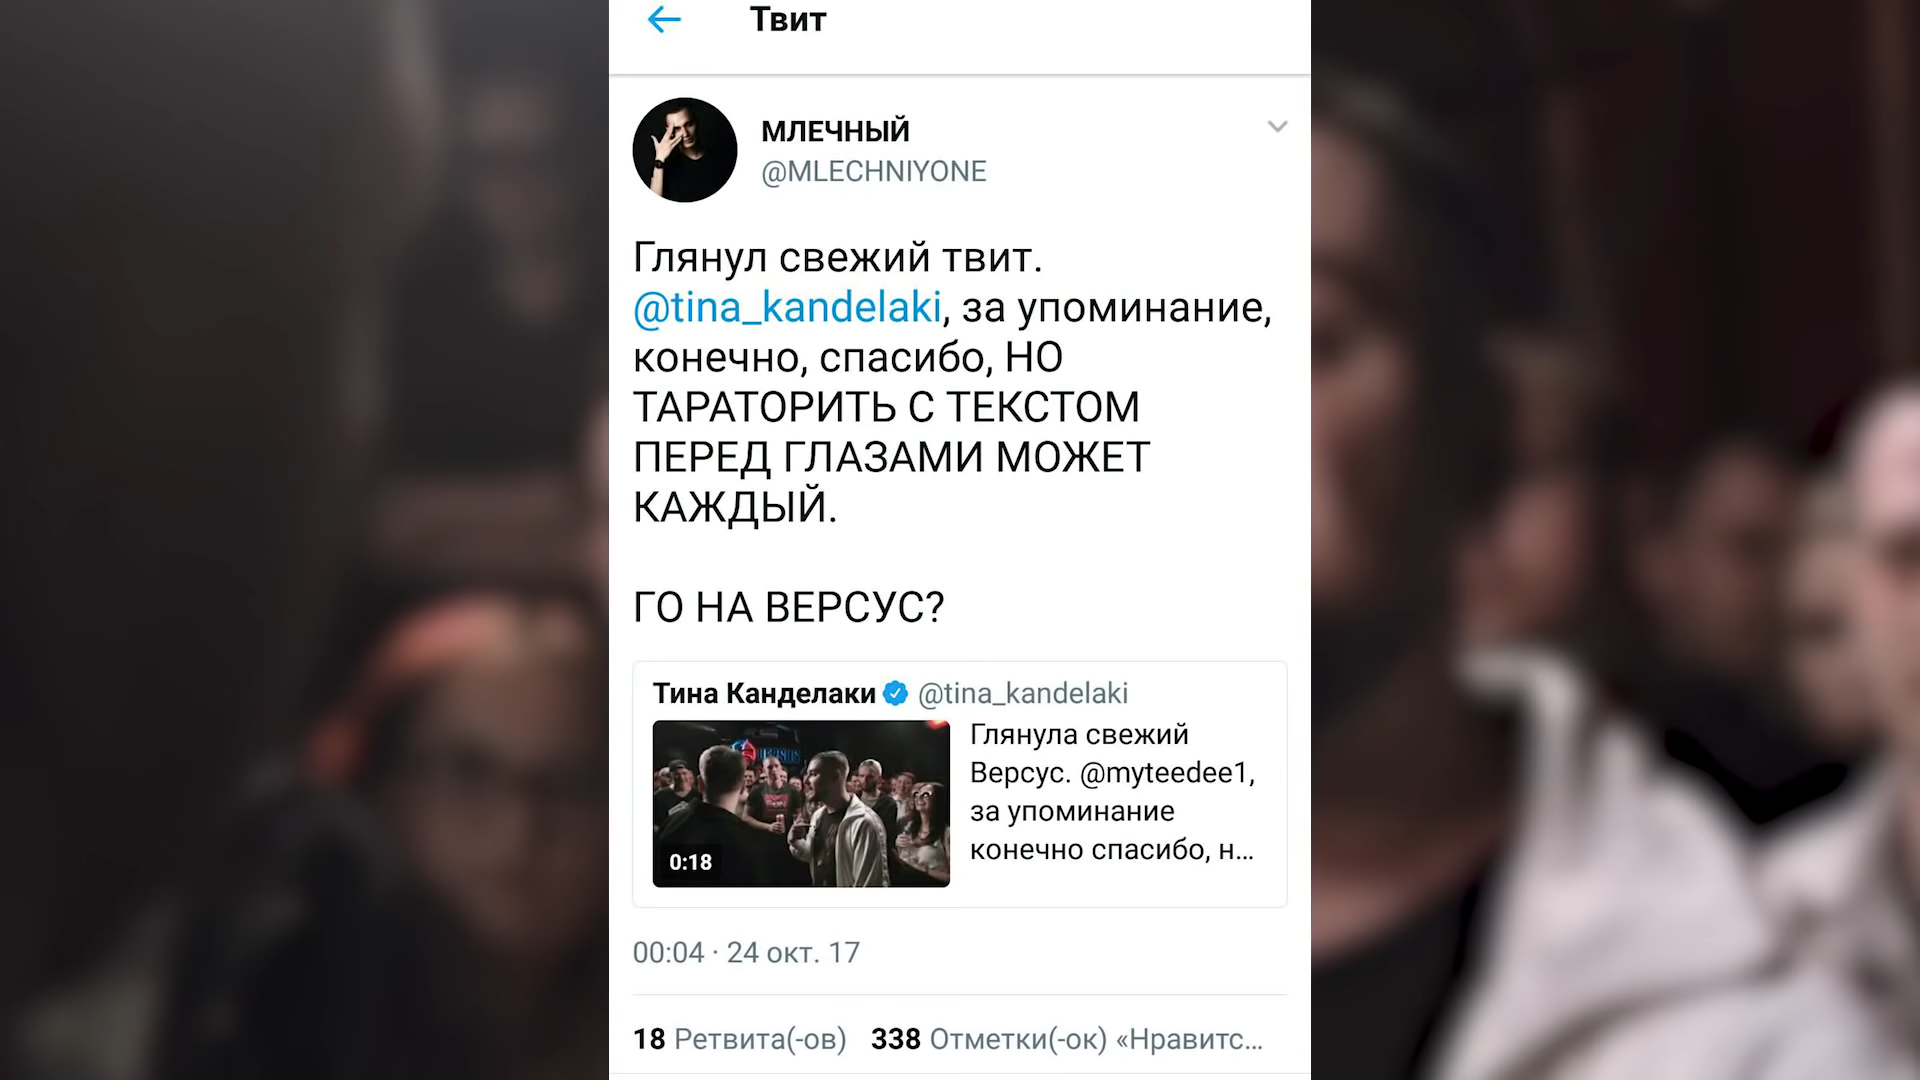 Твит
МЛЕЧНЫЙ
@MLECHNIYONE
Глянул свежий твит.
@tina_kandelaki, за упоминание,
конечно, спасибо, НО
ТАРАТОРИТЬ С ТЕКСТОМ
ПЕРЕД ГЛАЗАМИ МОЖЕТ
КАЖДЫЙ.
ГО НА ВЕРСУС?
Тина Канделаки @tina_kandelaki
VERSUS
0:18
Глянула свежий
Версус. @myteedee1,
за упоминание
конечно спасибо, н...
00:04 · 24 окт. 17
18 Ретвита(-ов) 338 Отметки(-ок) «Нравитс...